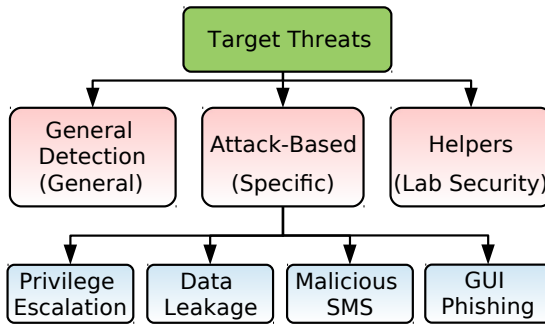 Target Threats
General
Detection
(General)
Attack-Based
(Specific)
Helpers
(Lab Security)
Privilege
Escalation
Data
Leakage
Malicious
SMS
GUI
Phishing